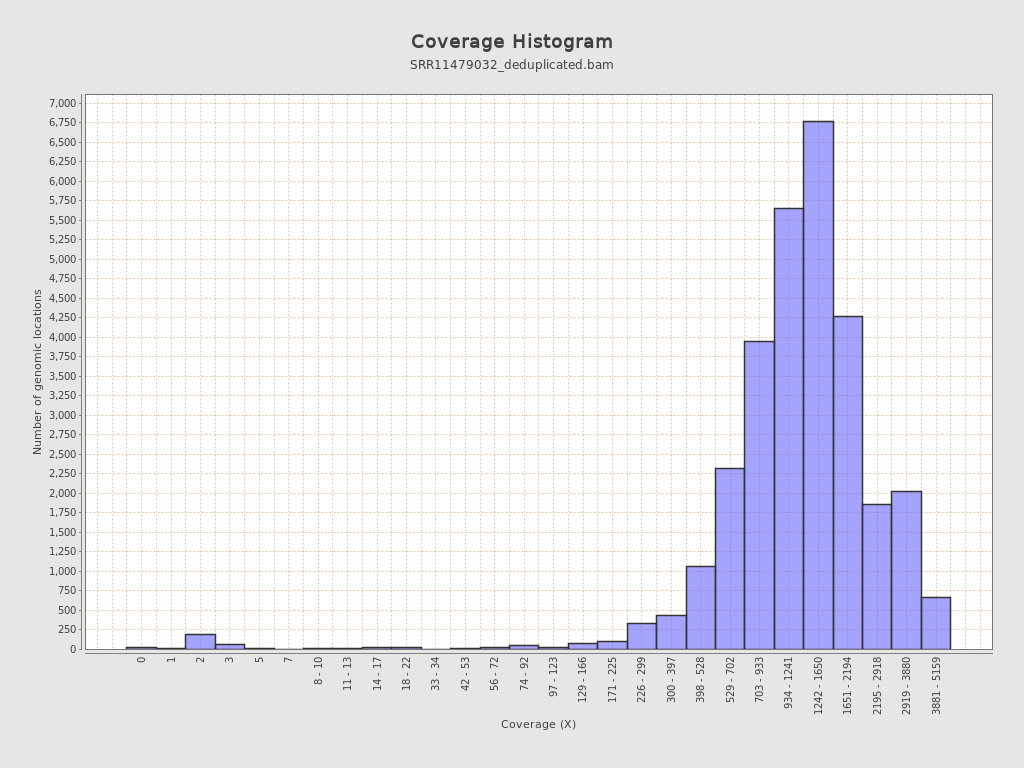 Coverage Histogram
SRR11479032_deduplicated.bam
Number of genomic locations
7,000
6,750
6,500
6,250
6,000
5,750
5,500
5,250
5,000
4,750
4,500
4,250
4,000
3,750
3,500
3,250
3,000
2,750
2,500
2,250
2,000
1,750
1,500
1,250
1,000
750
500
250
0
0
1
2
3
5
7
8 - 10
11 - 13
14 - 17
18 - 22
33 - 34
42 - 53
56 - 72
74 - 92
97 - 123
129 - 166
171 - 225
226 - 299
300 - 397
398 - 528
529 - 702
703 - 933
934 - 1241
1242 - 1650
1651 - 2194
2195 - 2918
2919 - 3880
3881 - 5159
Coverage (X)